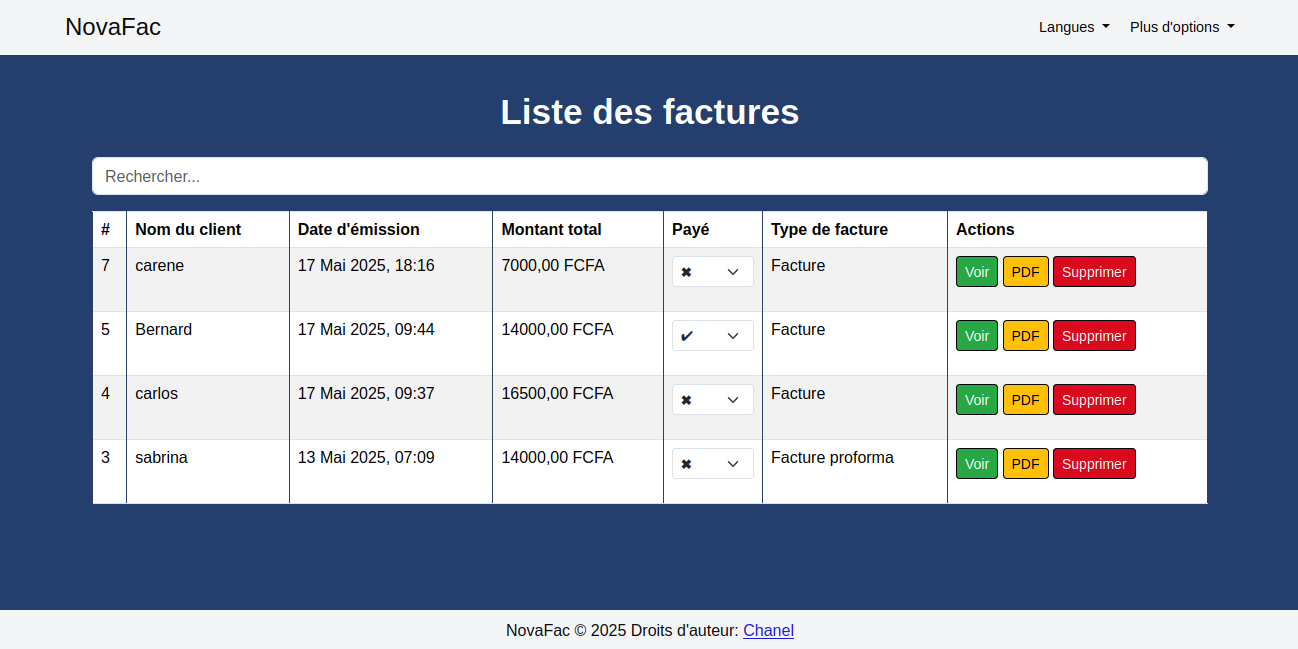 NovaFac Langues Plus d'options
Liste des factures
Rechercher...
# Nom du client Date d'émission Montant total Payé Type de facture Actions
7 carene 17 Mai 2025, 18:16 7000,00 FCFA ✖ Facture Voir PDF Supprimer
5 Bernard 17 Mai 2025, 09:44 14000,00 FCFA ✔ Facture Voir PDF Supprimer
4 carlos 17 Mai 2025, 09:37 16500,00 FCFA ✖ Facture Voir PDF Supprimer
3 sabrina 13 Mai 2025, 07:09 14000,00 FCFA ✖ Facture proforma Voir PDF Supprimer
NovaFac © 2025 Droits d'auteur: Chanel